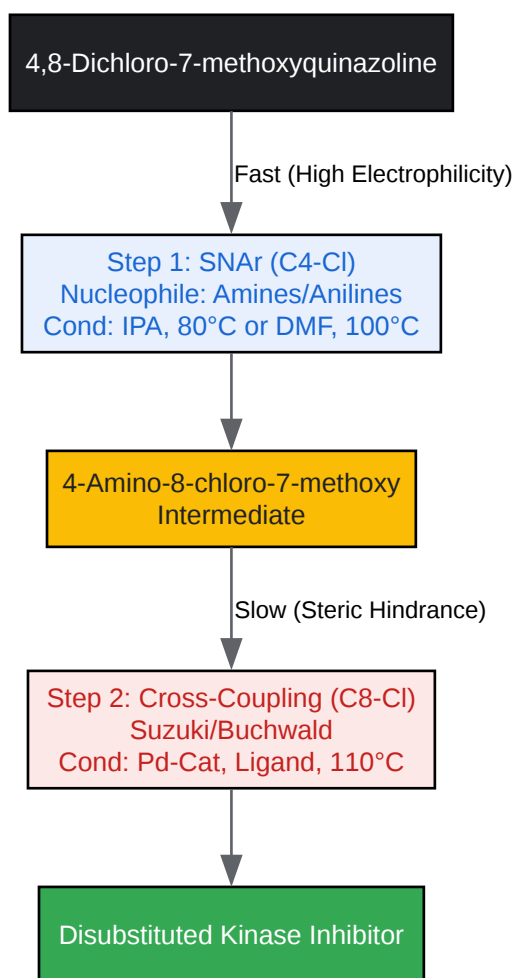 4,8-Dichloro-7-methoxyquinazoline
Fast (High Electrophilicity)
Step 1: SNAr (C4-Cl)
Nucleophile: Amines/Anilines
Cond: IPA, 80°C or DMF, 100°C
4-Amino-8-chloro-7-methoxy
Intermediate
Slow (Steric Hindrance)
Step 2: Cross-Coupling (C8-Cl)
Suzuki/Buchwald
Cond: Pd-Cat, Ligand, 110°C
Disubstituted Kinase Inhibitor